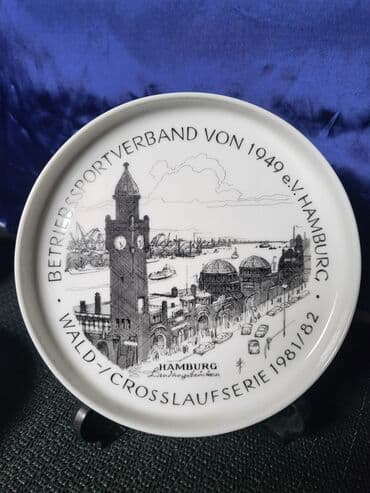 · BETRIEBSSPORTVERBAND VON 1949 e.V. HAMBURG ·
WALD-/CROSSLAUFSERIE 1981/82
HAMBURG
Landungsbrücken